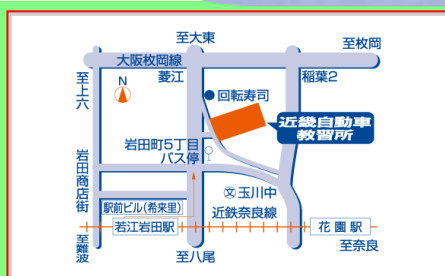 至大東
至枚岡
大阪枚岡線
菱江
稲葉2
至上六
N
回転寿司
近畿自動車
教習所
岩田町5丁目
バス停
岩田商店街
文 玉川中
駅前ビル(希来里)
近鉄奈良線
若江岩田駅
花園駅
至難波
至八尾
至奈良